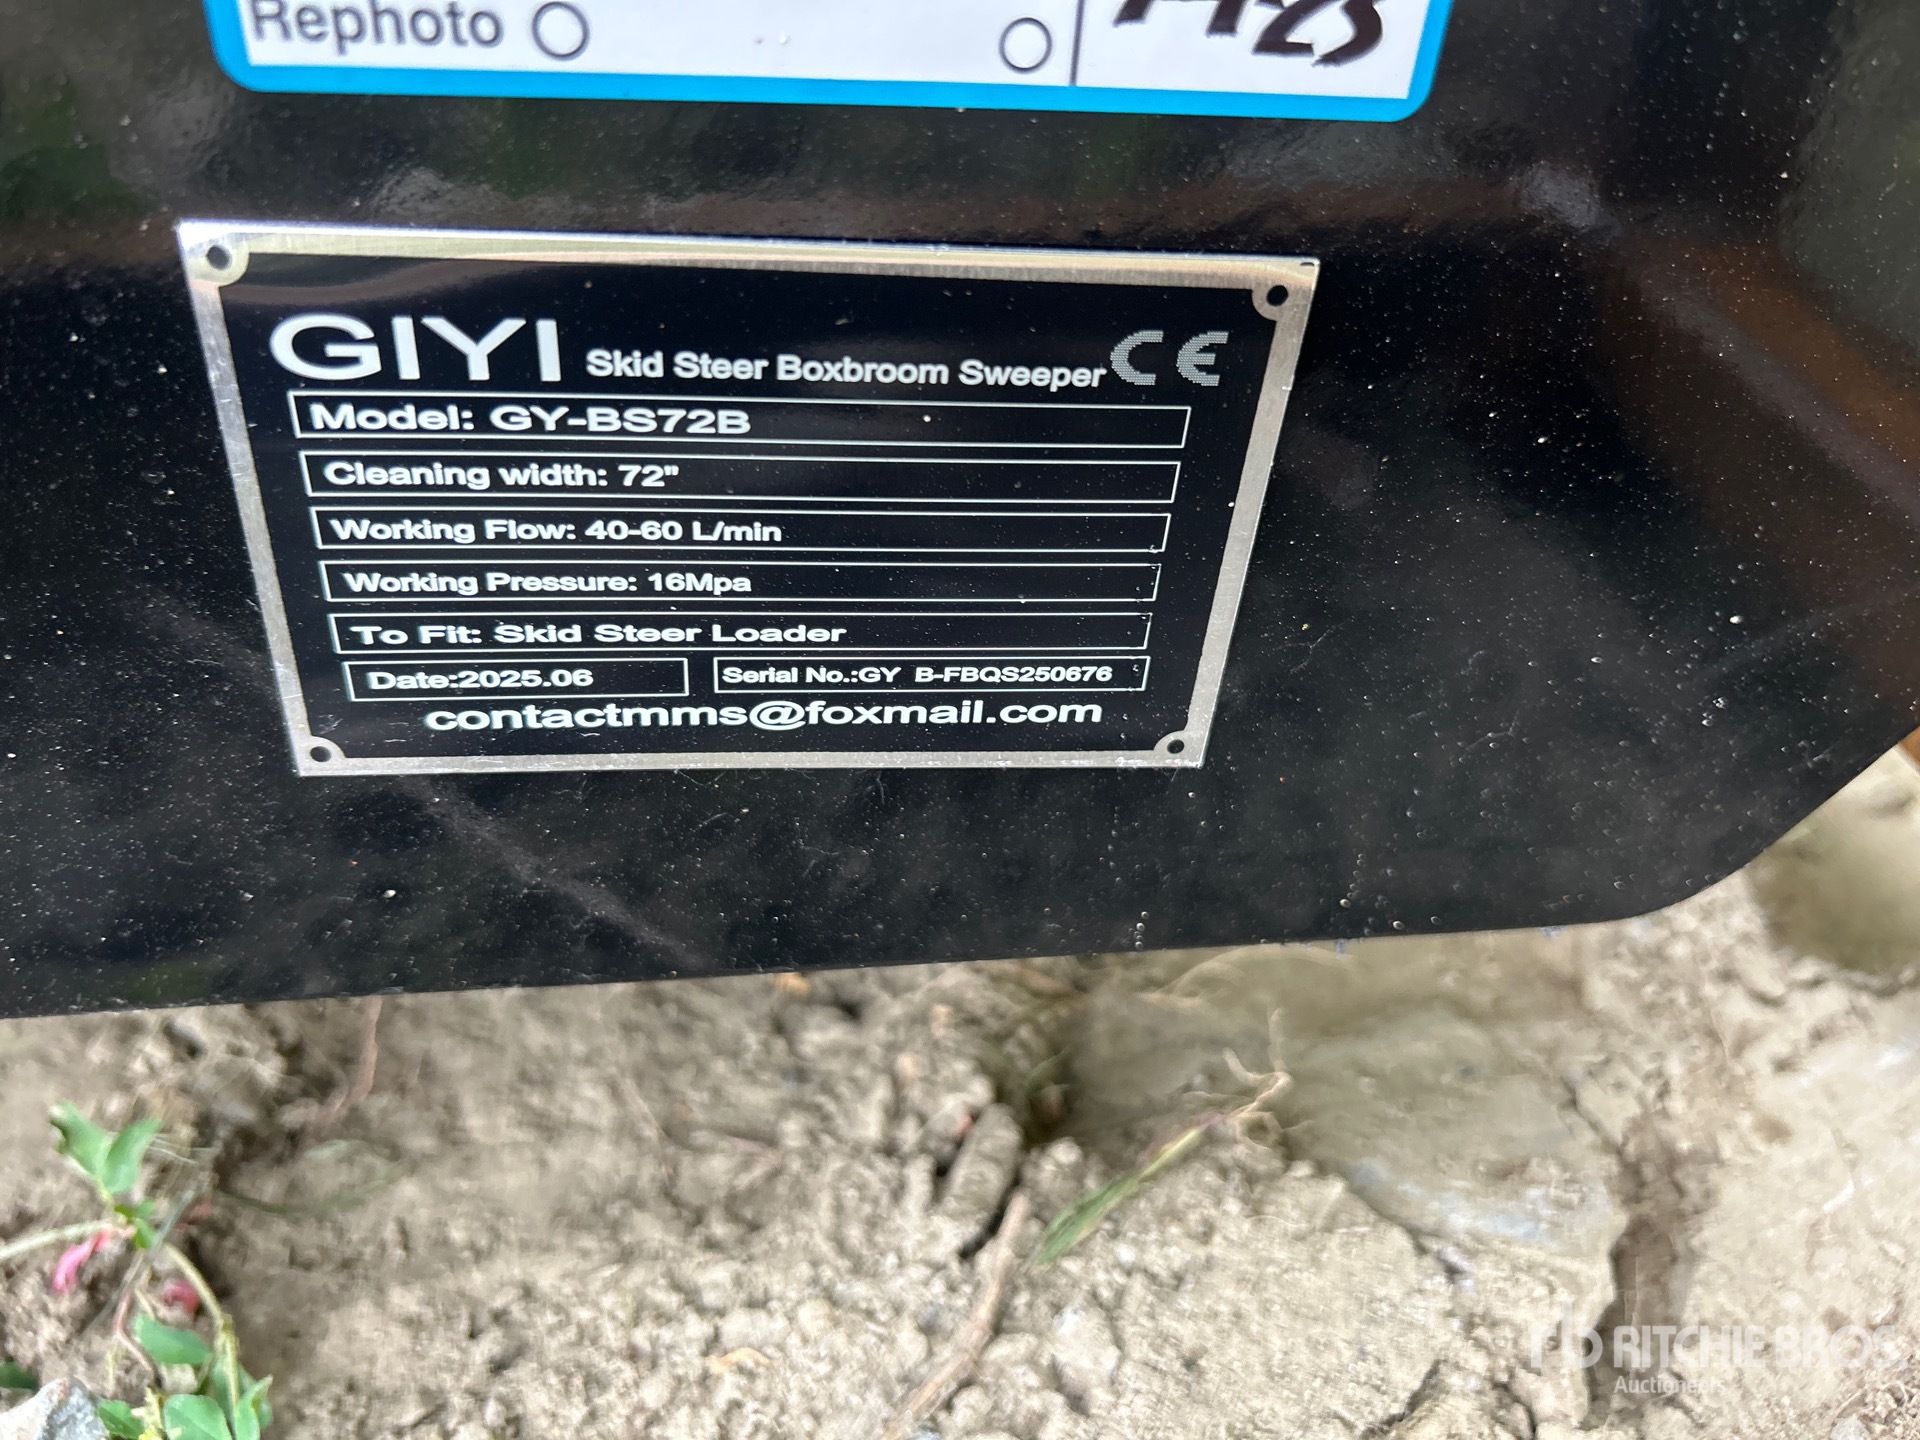 Rephoto
GIYI Skid Steer Boxbroom Sweeper CE
Model: GY-BS72B
Cleaning width: 72"
Working Flow: 40-60 L/min
Working Pressure: 16Mpa
To Fit: Skid Steer Loader
Date:2025.06 Serial No.:GY B-FBQS250676
contactmms@foxmail.com
rb RITCHIE BROS
Auctioneers